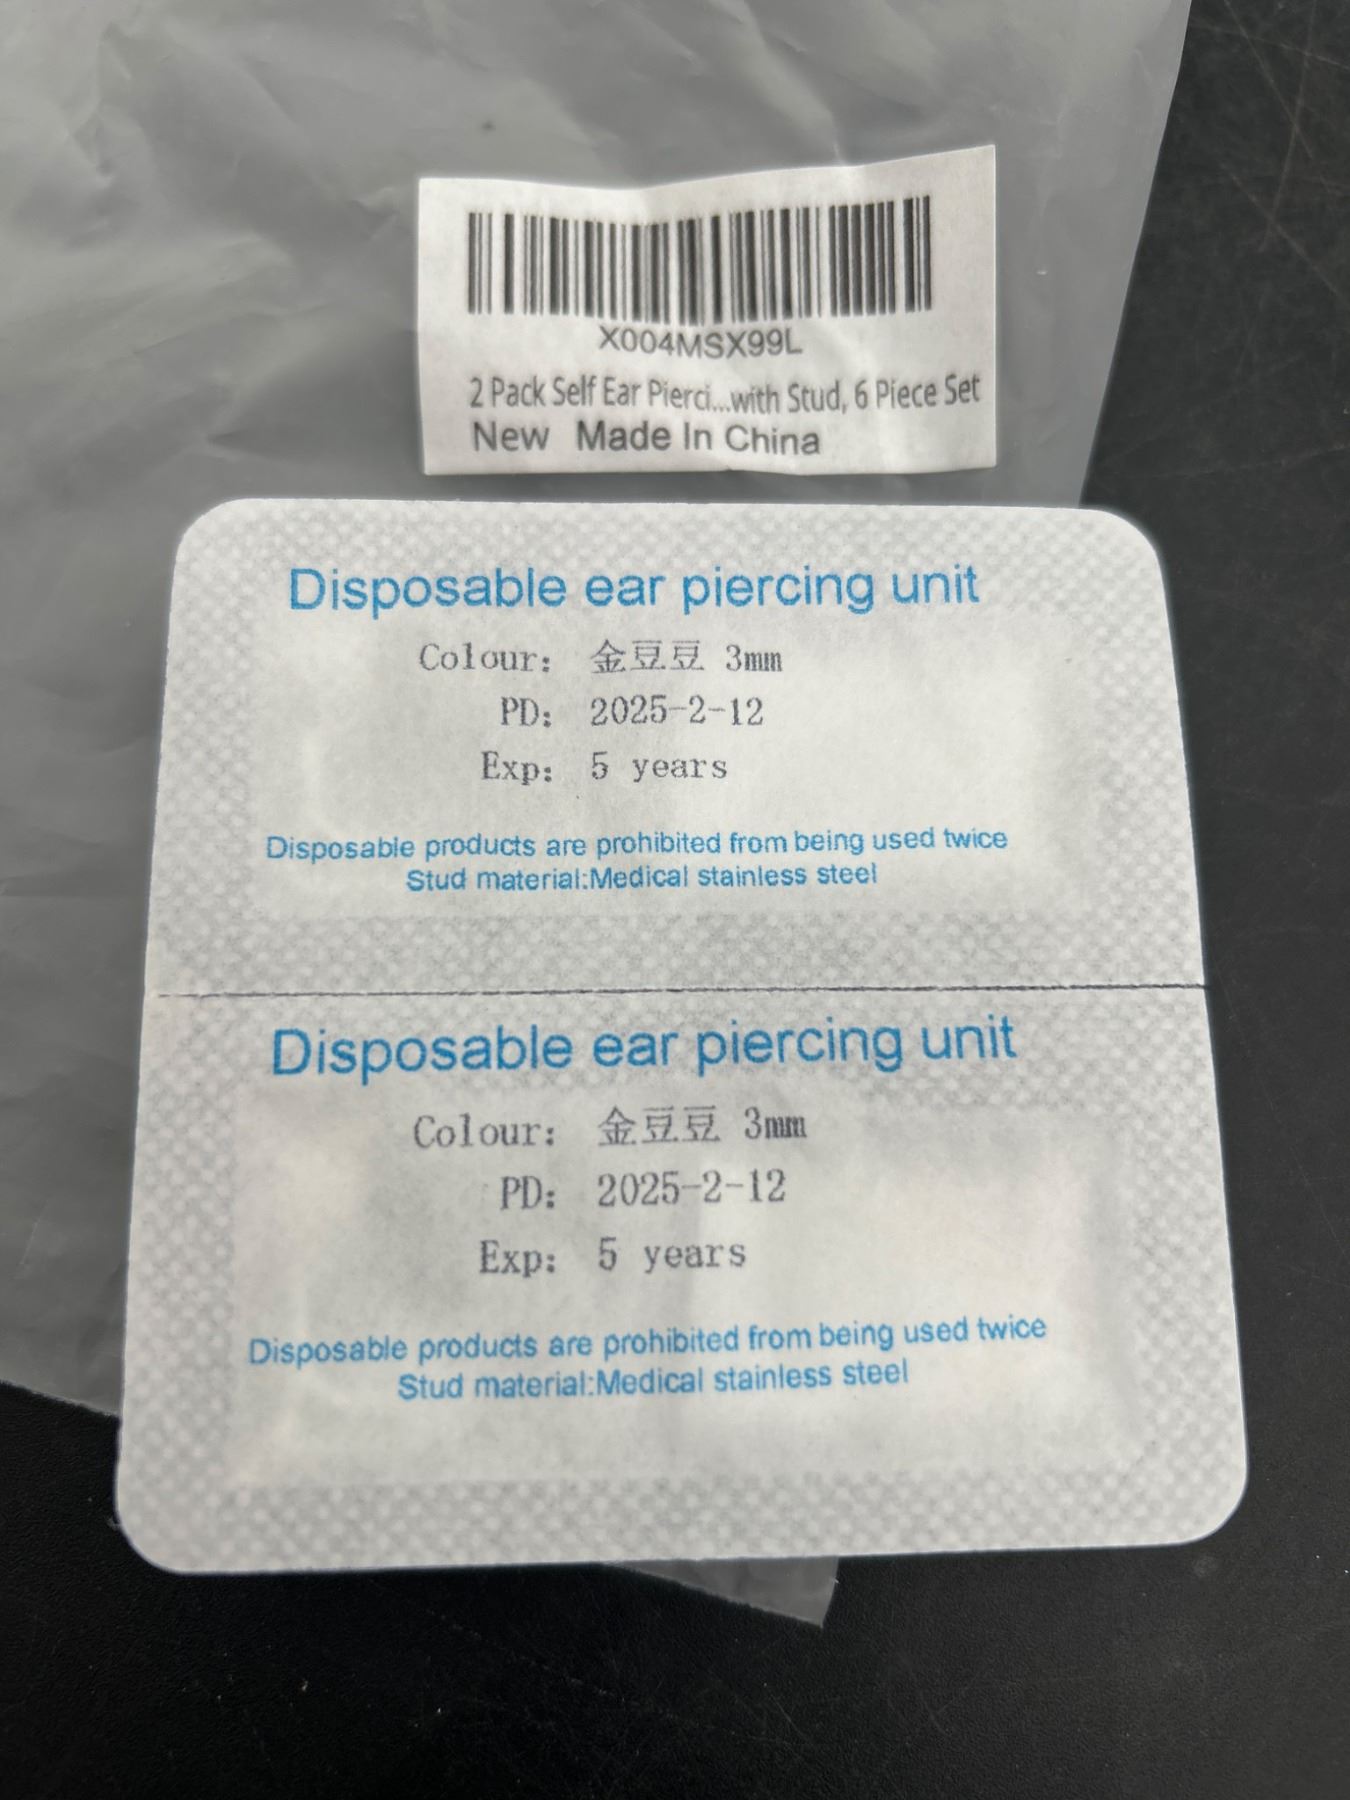 X004MSX99L
2 Pack Self Ear Pierci...with Stud, 6 Piece Set
New Made In China
Disposable ear piercing unit
Colour: 金豆豆 3mm
PD: 2025-2-12
Exp: 5 years
Disposable products are prohibited from being used twice
Stud material:Medical stainless steel
Disposable ear piercing unit
Colour: 金豆豆 3mm
PD: 2025-2-12
Exp: 5 years
Disposable products are prohibited from being used twice
Stud material:Medical stainless steel